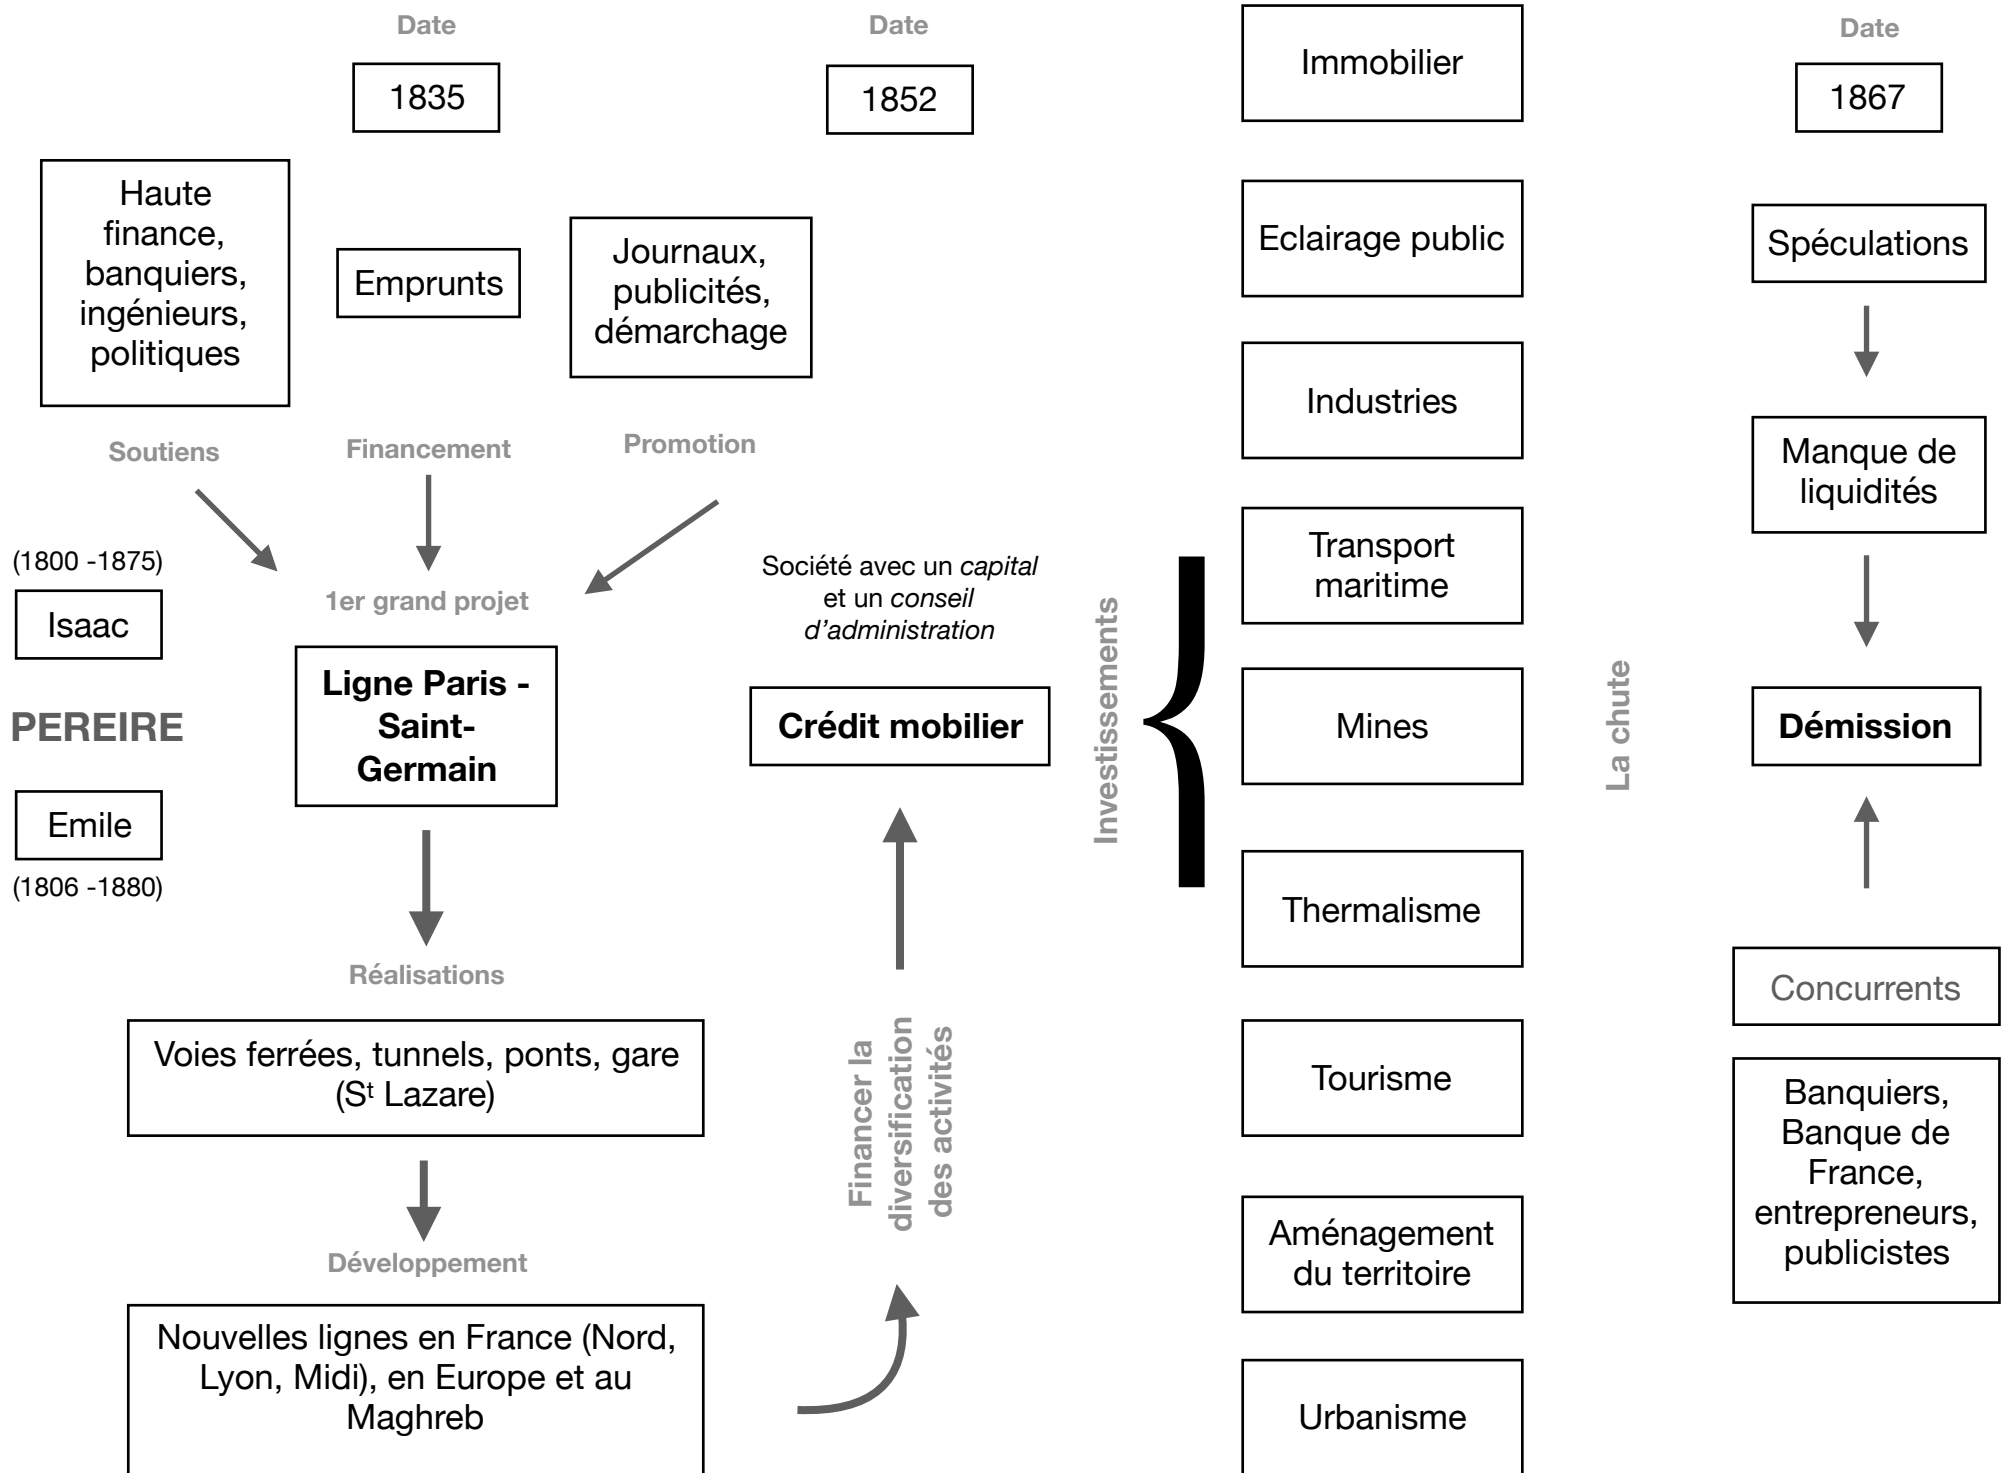 Date
1835
Haute
finance,
banquiers,
ingénieurs,
politiques
Emprunts
Journaux,
publicités,
démarchage
Soutiens
Financement
Promotion
(1800 -1875)
Isaac
PEREIRE
Emile
(1806 -1880)
1er grand projet
Ligne Paris -
Saint-
Germain
Réalisations
Voies ferrées, tunnels, ponts, gare
(St Lazare)
Développement
Nouvelles lignes en France (Nord,
Lyon, Midi), en Europe et au
Maghreb
Date
1852
Société avec un capital
et un conseil
d’administration
Crédit mobilier
Financer la
diversification
des activités
Investissements
Immobilier
Eclairage public
Industries
Transport
maritime
Mines
Thermalisme
Tourisme
Aménagement
du territoire
Urbanisme
La chute
Date
1867
Spéculations
Manque de
liquidités
Démission
Concurrents
Banquiers,
Banque de
France,
entrepreneurs,
publicistes